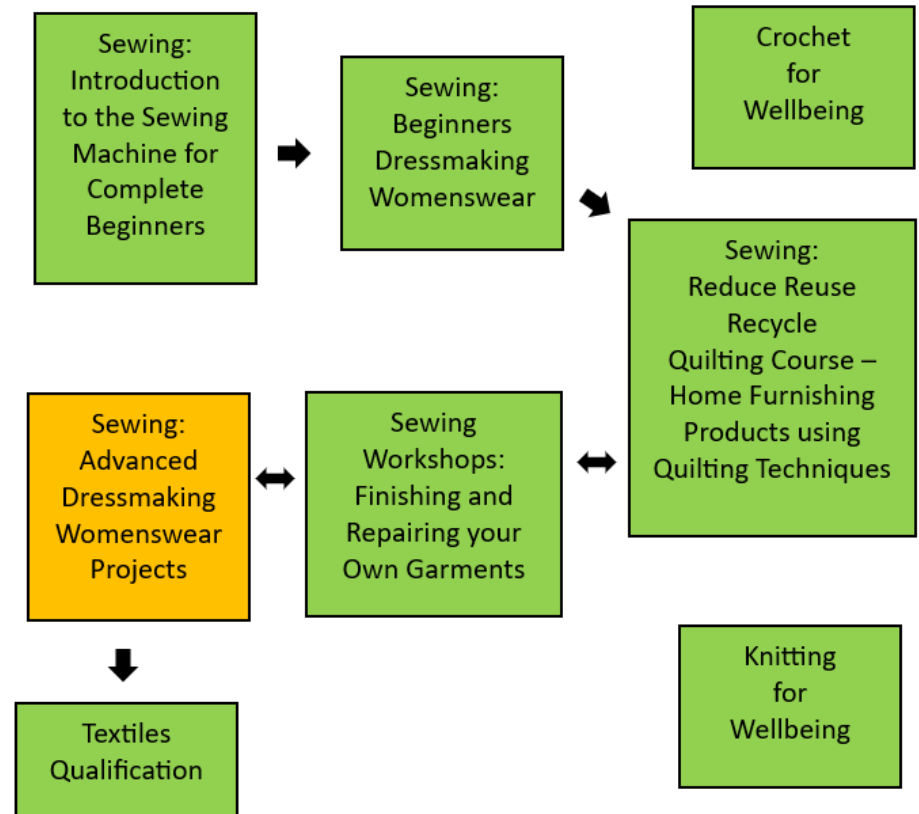 Sewing:
Introduction
to the Sewing
Machine for
Complete
Beginners
Sewing:
Beginners
Dressmaking
Womenswear
Crochet
for
Wellbeing
Sewing:
Reduce Reuse
Recycle
Quilting Course –
Home Furnishing
Products using
Quilting Techniques
Sewing
Workshops:
Finishing and
Repairing your
Own Garments
Sewing:
Advanced
Dressmaking
Womenswear
Projects
Textiles
Qualification
Knitting
for
Wellbeing